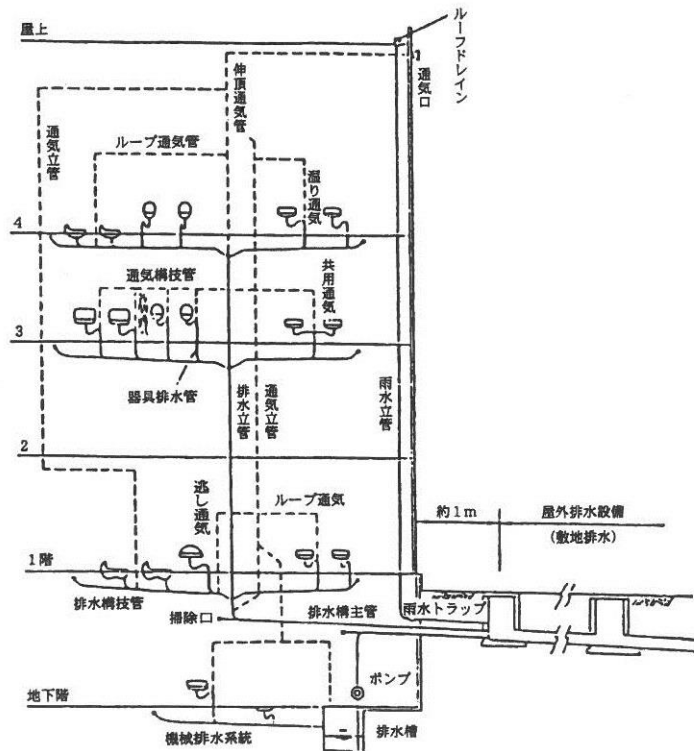 屋上
ルーフドレイン
通気口
伸頂通気管
通気立管
ループ通気管
湿り通気
4
通気構技管
共用通気
3
器具排水管
排水立管
通気立管
雨水立管
2
逃し通気
ループ通気
約1m
屋外排水設備
(敷地排水)
1階
排水構技管
掃除口
排水構主管
雨水トラップ
ポンプ
地下階
機械排水系統
排水槽